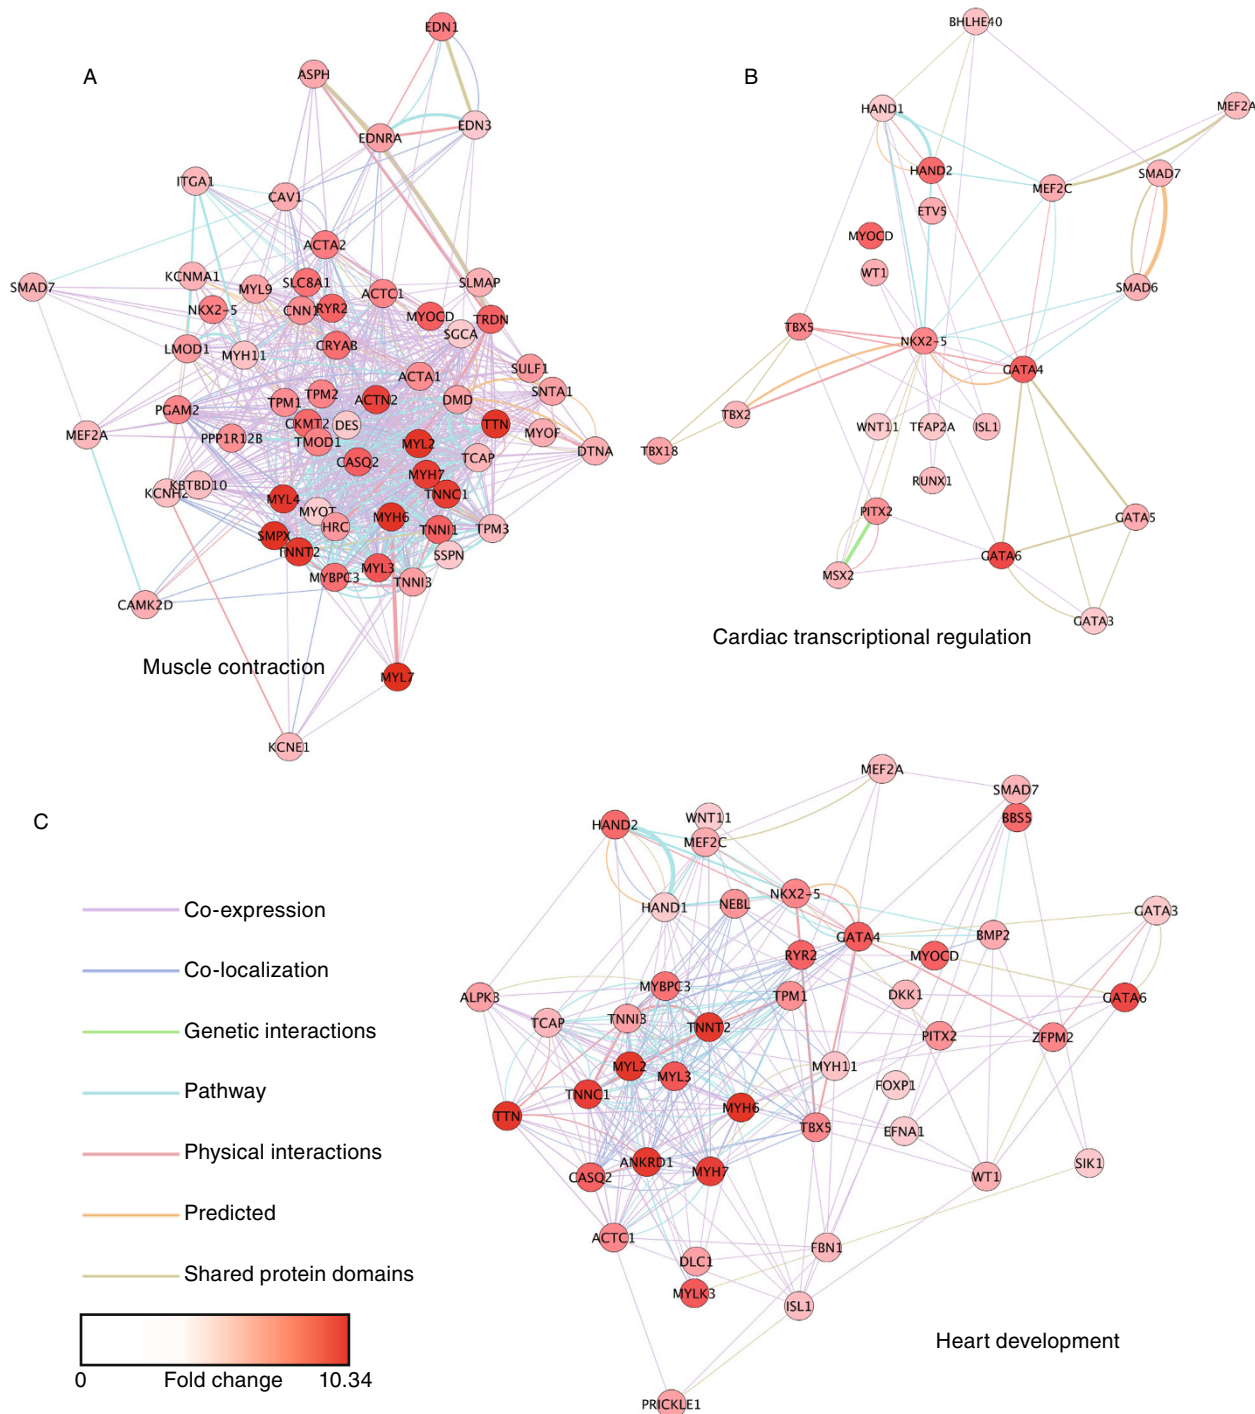 A
EDN1
ASPH
EDN3
EDNRA
ITGA1
CAV1
ACTA2
SMAD7
KCNMA1
MYL9
SLC8A1
ACTC1
SLMAP
NKX2-5
CNN1
RYR2
MYOCD
TRDN
SGCA
LMOD1
MYH11
CRYAB
ACTA1
SULF1
SNTA1
TPM1
TPM2
ACTN2
DMD
PGAM2
CKMT2
DES
TTN
MEF2A
PPP1R12B
TMOD1
MYL2
MYOF
DTNA
CASQ2
TCAP
MYH7
KCNH2
KBTBD10
MYL4
TNNC1
MYOT
HRC
MYH6
TNNI1
TPM3
SMPX
TNNT2
SSPN
MYBPC3
MYL3
TNNI3
CAMK2D
MYL7
KCNE1
Muscle contraction
B
BHLHE40
HAND1
MEF2A
HAND2
MEF2C
SMAD7
ETV5
MYOCD
WT1
SMAD6
TBX5
NKX2-5
GATA4
TBX2
WNT11
TFAP2A
ISL1
TBX18
RUNX1
PITX2
GATA5
GATA6
MSX2
GATA3
Cardiac transcriptional regulation
C
MEF2A
SMAD7
BBS5
HAND2
WNT11
MEF2C
HAND1
NEBL
NKX2-5
GATA3
GATA4
BMP2
RYR2
MYOCD
ALPK3
MYBPC3
TPM1
DKK1
GATA6
TCAP
TNNI3
TNNT2
PITX2
ZFPM2
MYL2
MYL3
MYH11
FOXP1
TNNC1
MYH6
TTN
TBX5
EFNA1
CASQ2
ANKRD1
MYH7
WT1
SIK1
ACTC1
DLC1
FBN1
MYLK3
ISL1
PRICKLE1
Heart development
Co-expression
Co-localization
Genetic interactions
Pathway
Physical interactions
Predicted
Shared protein domains
0 Fold change 10.34